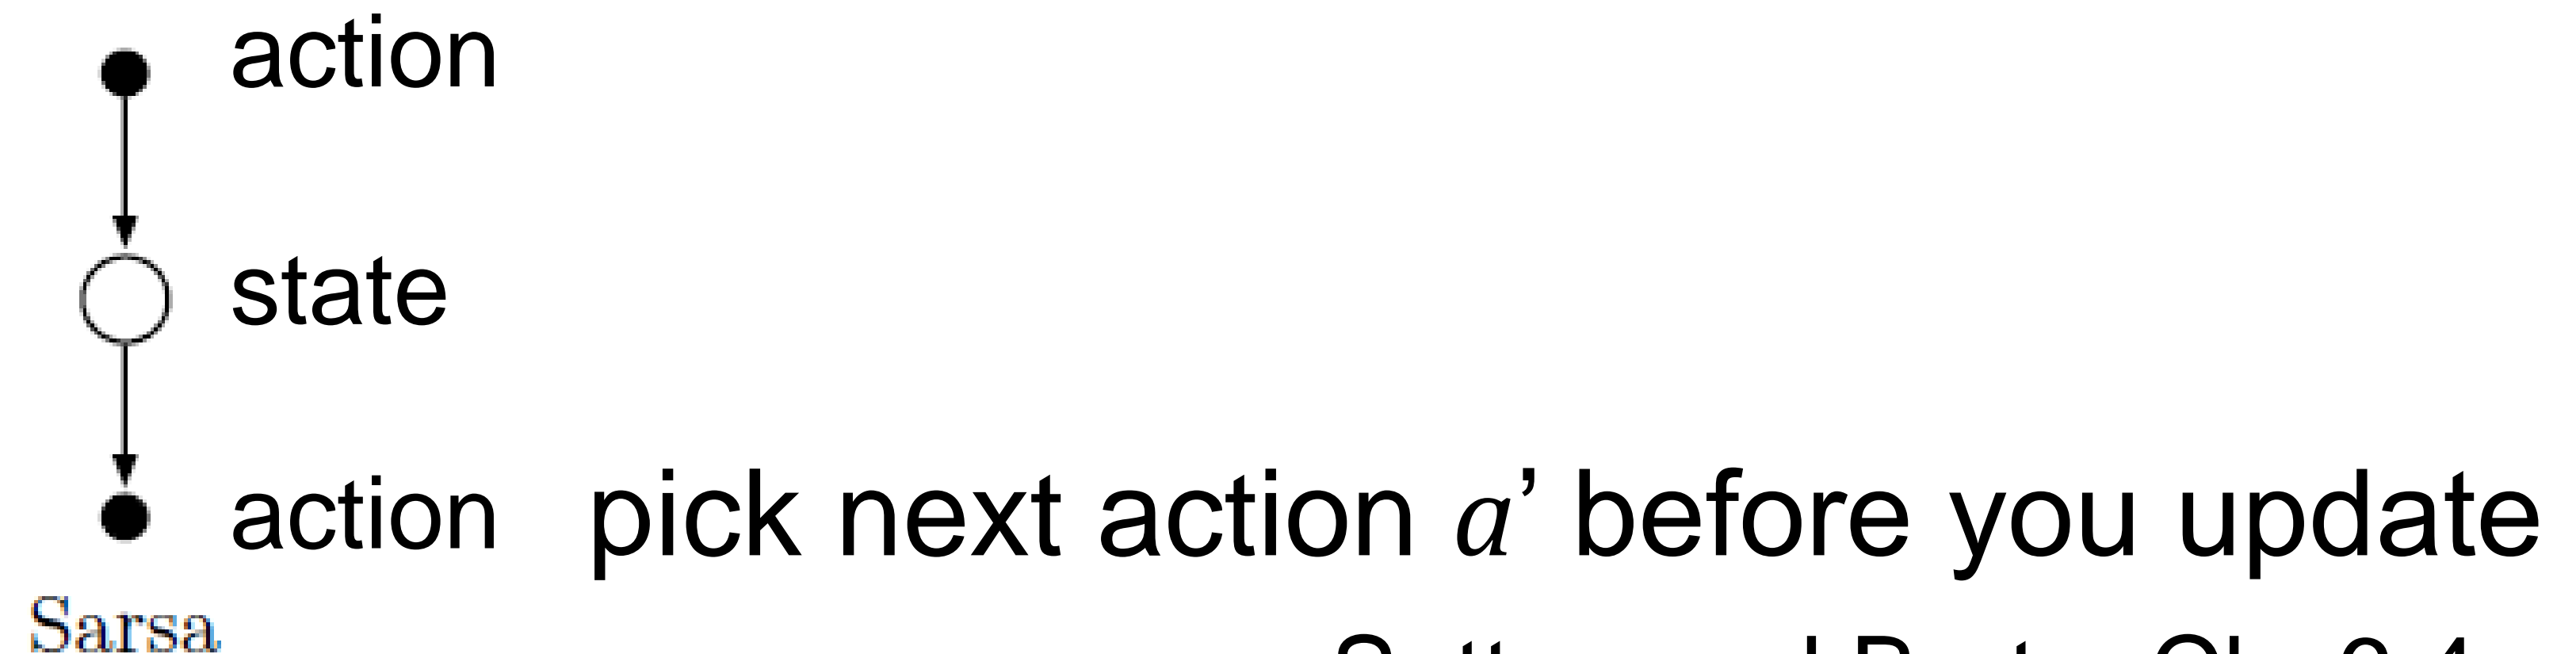 action
state
action pick next action a’ before you update
Sarsa